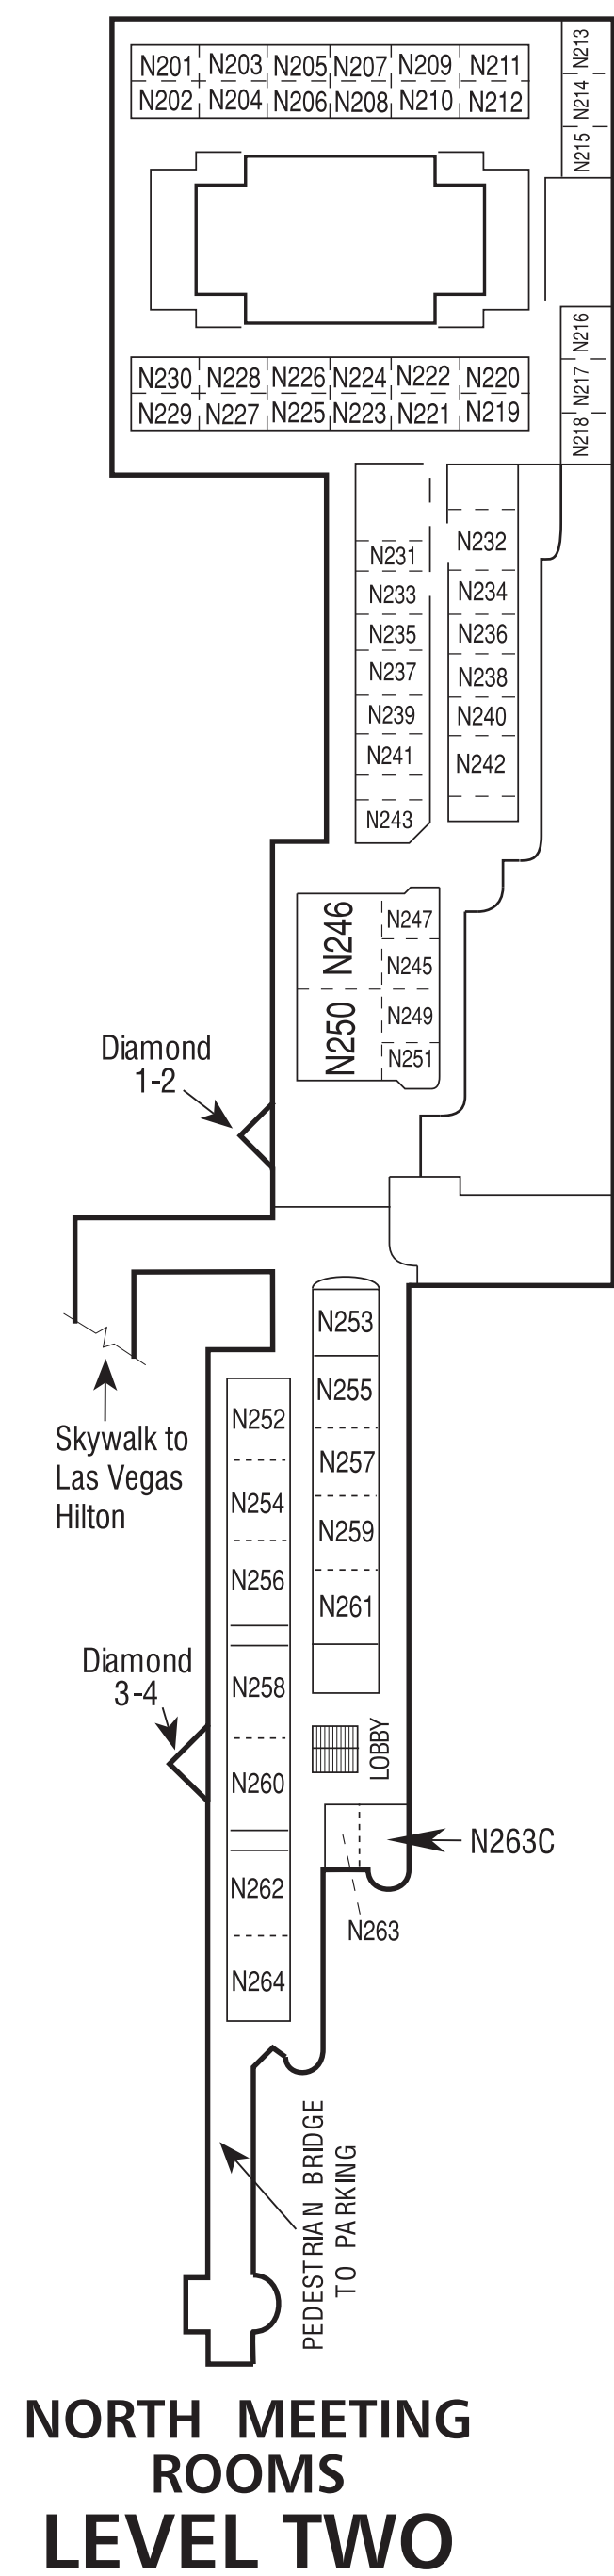 N201 N203 N205 N207 N209 N211
N202 N204 N206 N208 N210 N212
N213
N214
N215
N216
N217
N218
N230 N228 N226 N224 N222 N220
N229 N227 N225 N223 N221 N219
N231
N232
N233
N234
N235
N236
N237
N238
N239
N240
N241
N242
N243
N246
N247
N245
N250
N249
N251
Diamond
1-2
Skywalk to
Las Vegas
Hilton
N253
N255
N257
N259
N261
N252
N254
N256
N258
N260
N262
N264
Diamond
3-4
LOBBY
N263C
N263
PEDESTRIAN BRIDGE
TO PARKING
NORTH MEETING
ROOMS
LEVEL TWO